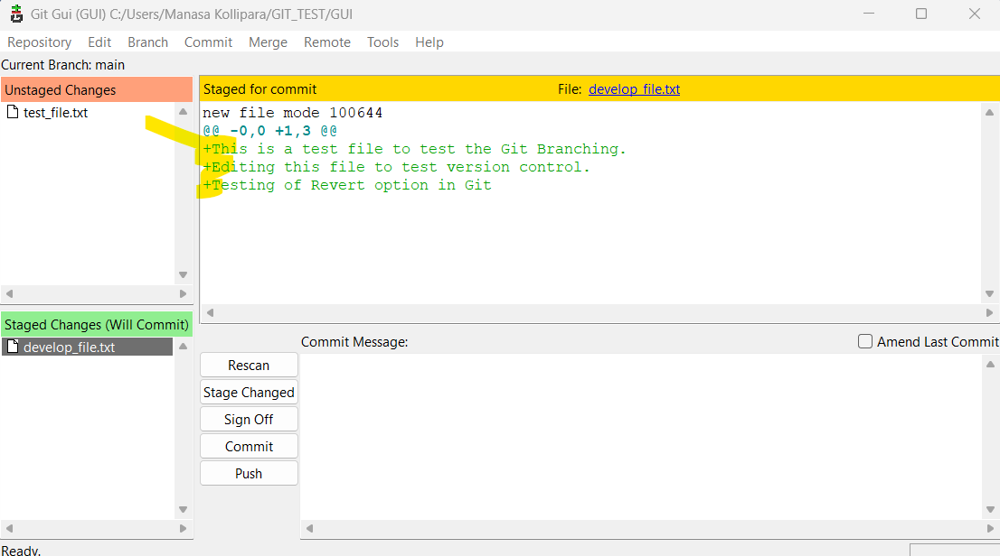 Git Gui (GUI) C:/Users/Manasa Kollipara/GIT_TEST/GUI
Repository Edit Branch Commit Merge Remote Tools Help
Current Branch: main
Unstaged Changes
test_file.txt
Staged for commit File: develop_file.txt
new file mode 100644
@@ -0,0 +1,3 @@
+This is a test file to test the Git Branching.
+Editing this file to test version control.
+Testing of Revert option in Git
Staged Changes (Will Commit)
develop_file.txt
Commit Message: Amend Last Commit
Rescan
Stage Changed
Sign Off
Commit
Push
Ready.